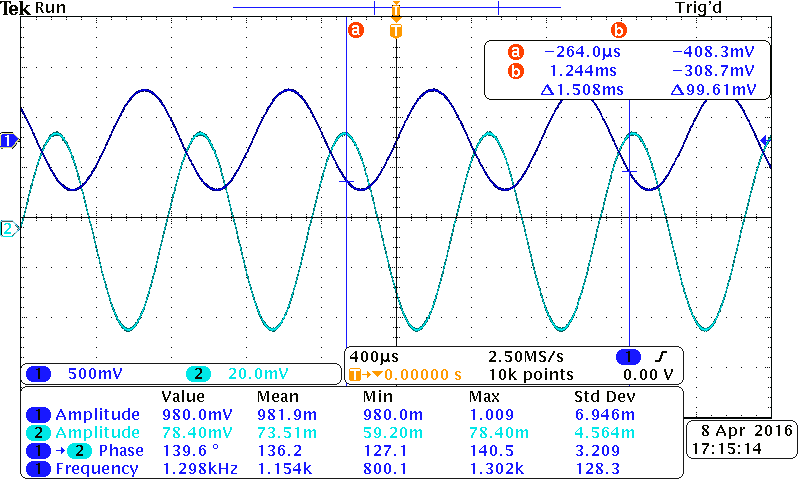 Tek Run Trig'd
a b
T
T
a −264.0µs −408.3mV
b 1.244ms −308.7mV
Δ1.508ms Δ99.61mV
1
2
1 500mV 2 20.0mV
400µs 2.50MS/s 1
T→▼0.00000 s 10k points 0.00 V
Value Mean Min Max Std Dev
1 Amplitude 980.0mV 981.9m 980.0m 1.009 6.946m
2 Amplitude 78.40mV 73.51m 59.20m 78.40m 4.564m
1 → 2 Phase 139.6 ° 136.2 127.1 140.5 3.209
1 Frequency 1.298kHz 1.154k 800.1 1.302k 128.3
8 Apr 2016
17:15:14